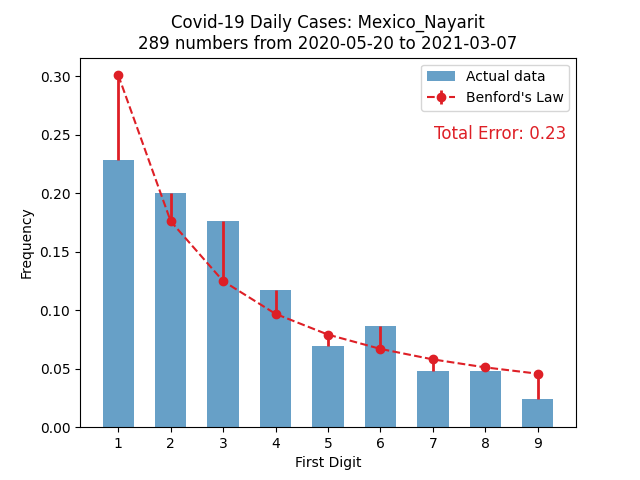 Covid-19 Daily Cases: Mexico_Nayarit
289 numbers from 2020-05-20 to 2021-03-07
Actual data
Benford's Law
Total Error: 0.23
Frequency
0.30
0.25
0.20
0.15
0.10
0.05
0.00
1 2 3 4 5 6 7 8 9
First Digit